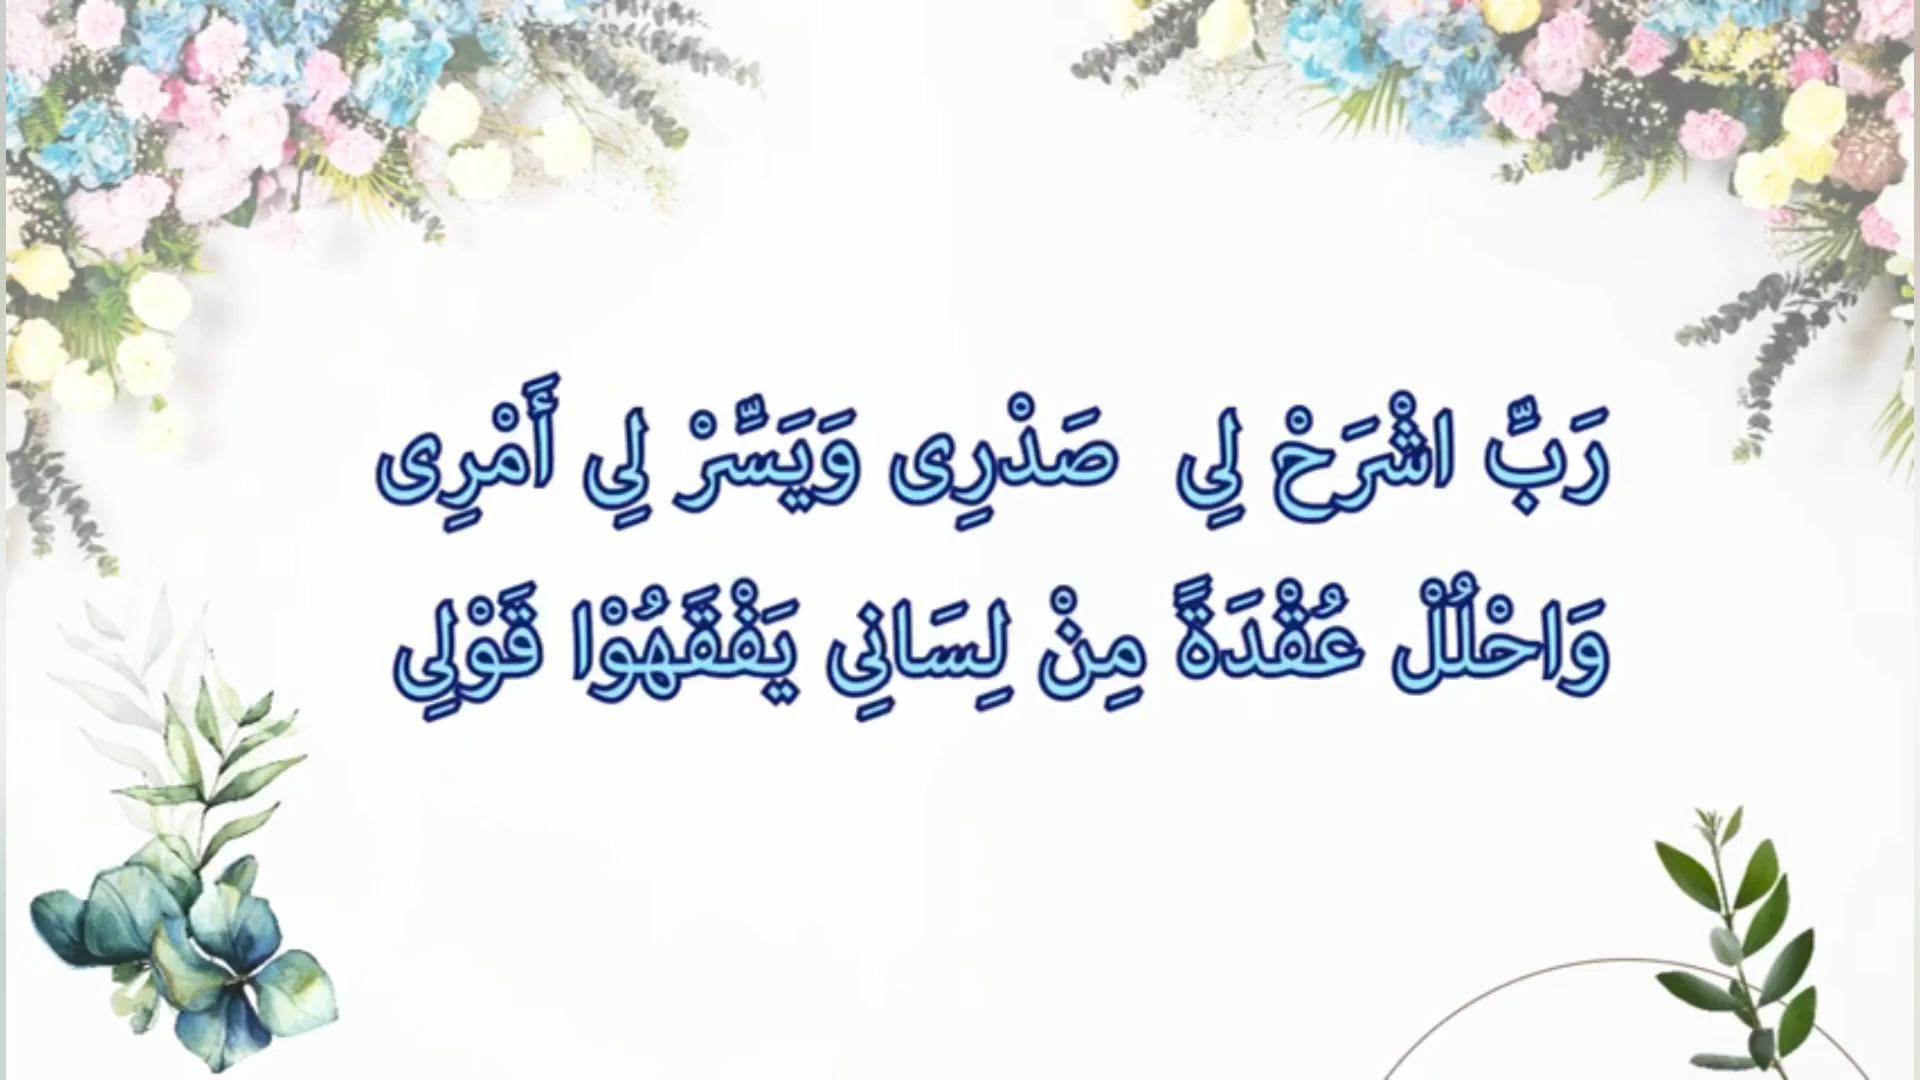 رَبِّ اشْرَحْ لِي صَدْرِى وَيَسِّرْ لِي أَمْرِى
وَاحْلُلْ عُقْدَةً مِنْ لِسَانِي يَفْقَهُوْا قَوْلِي